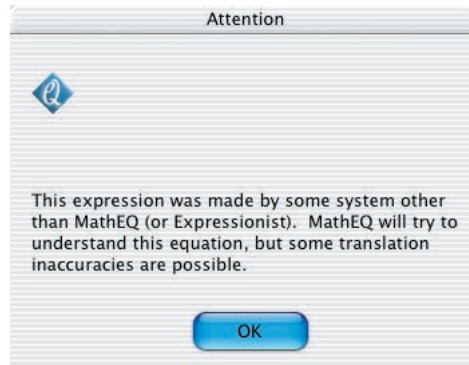 Attention
This expression was made by some system other
than MathEQ (or Expressionist).  MathEQ will try to
understand this equation, but some translation
inaccuracies are possible.
OK